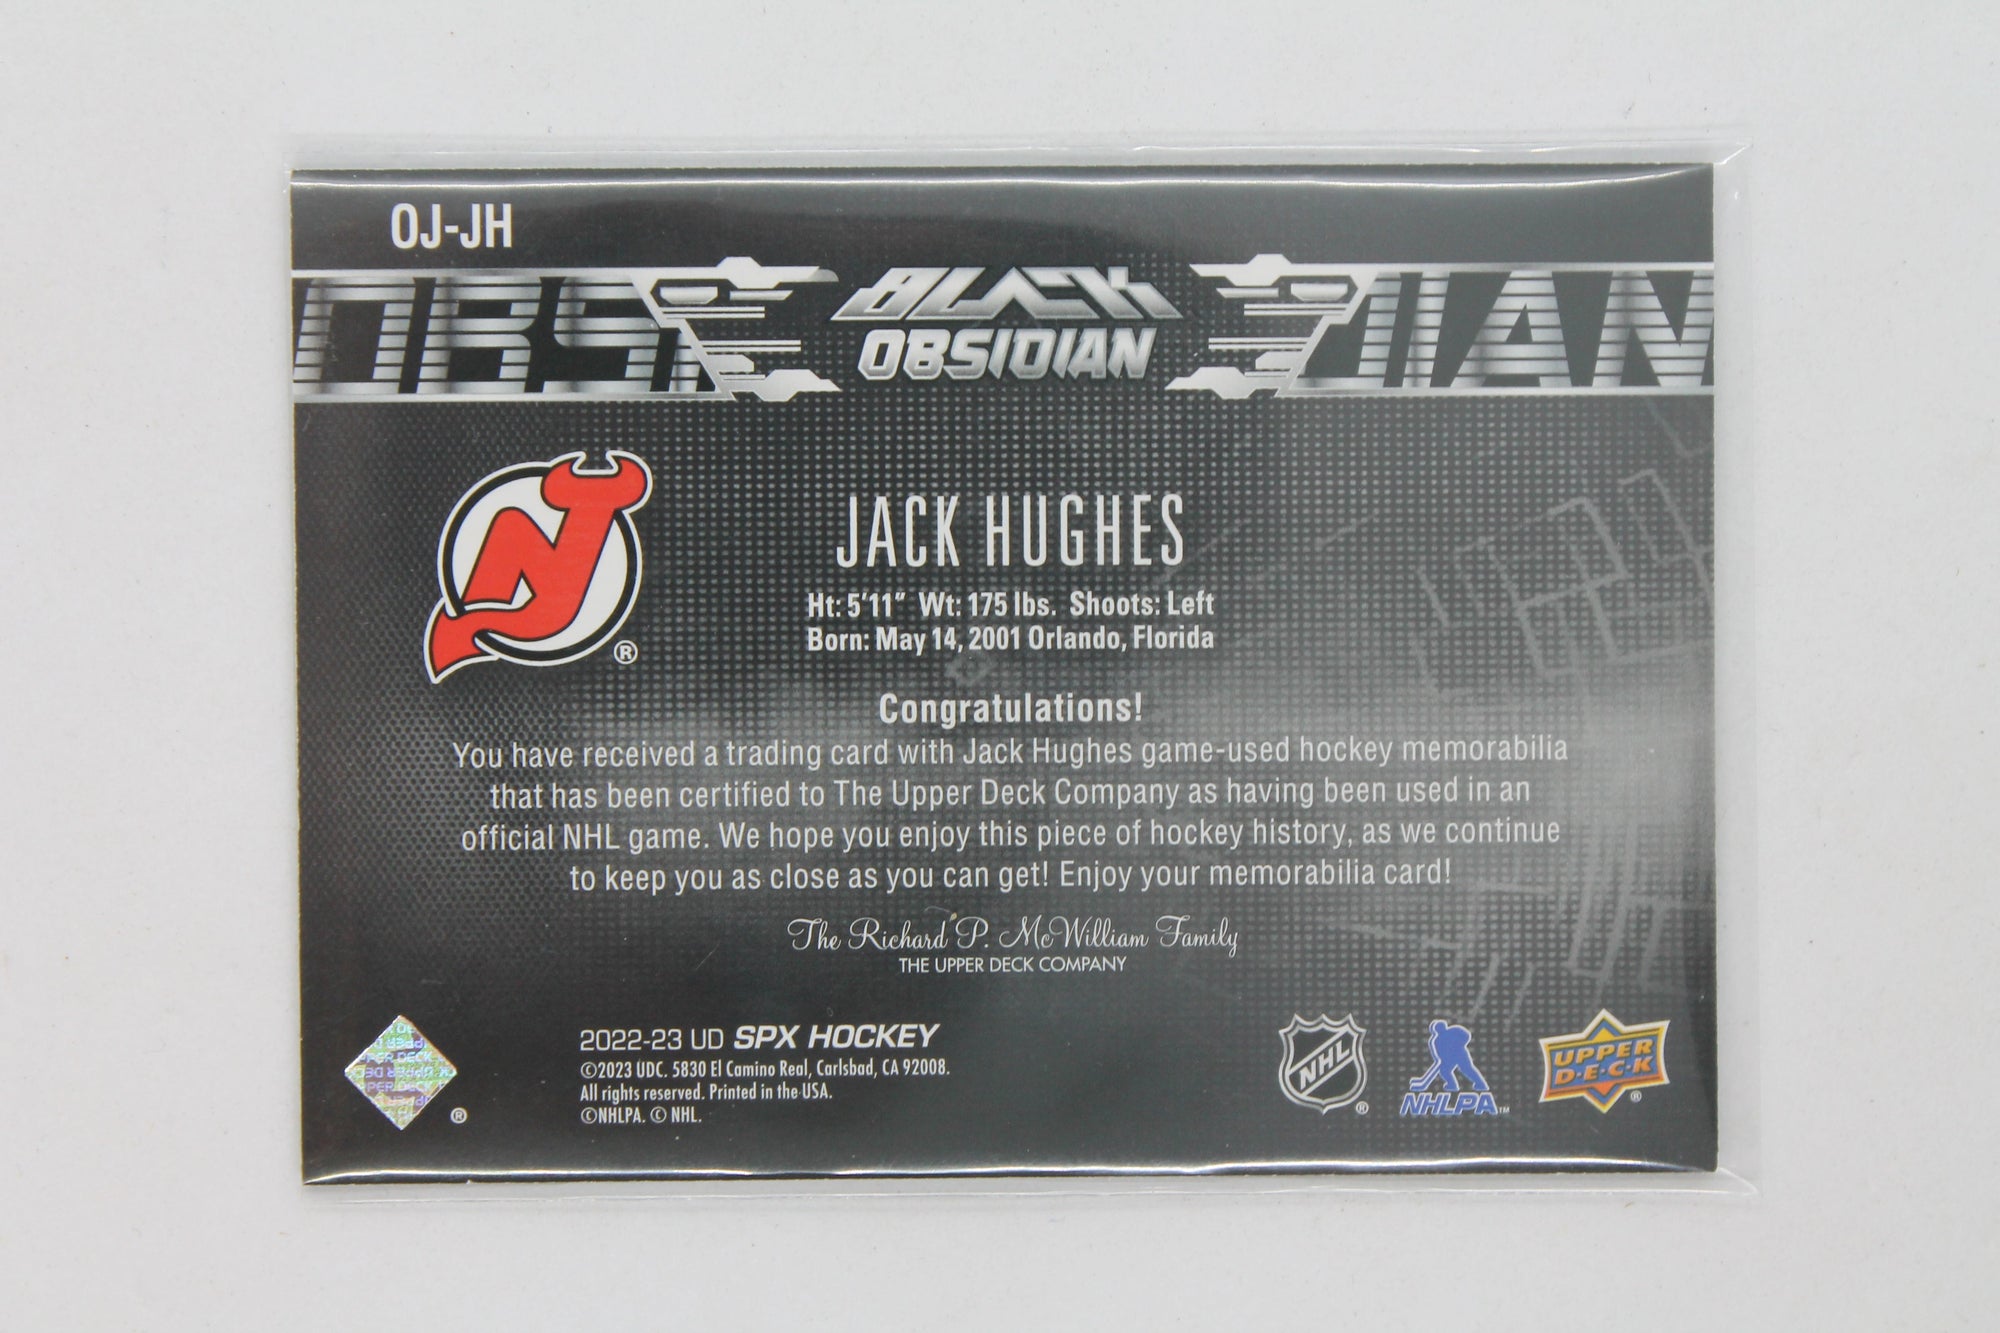 OJ-JH
OBSI
BLACK
OBSIDIAN
DIAN
JACK HUGHES
Ht: 5'11" Wt: 175 lbs. Shoots: Left
Born: May 14, 2001 Orlando, Florida
®
Congratulations!
You have received a trading card with Jack Hughes game-used hockey memorabilia
that has been certified to The Upper Deck Company as having been used in an
official NHL game. We hope you enjoy this piece of hockey history, as we continue
to keep you as close as you can get! Enjoy your memorabilia card!
The Richard P. McWilliam Family
THE UPPER DECK COMPANY
2022-23 UD SPX HOCKEY
©2023 UDC. 5830 El Camino Real, Carlsbad, CA 92008.
All rights reserved. Printed in the USA.
©NHLPA. © NHL.
UPPER DECK
®
NHL
®
NHLPA™
UPPER
D·E·C·K
®